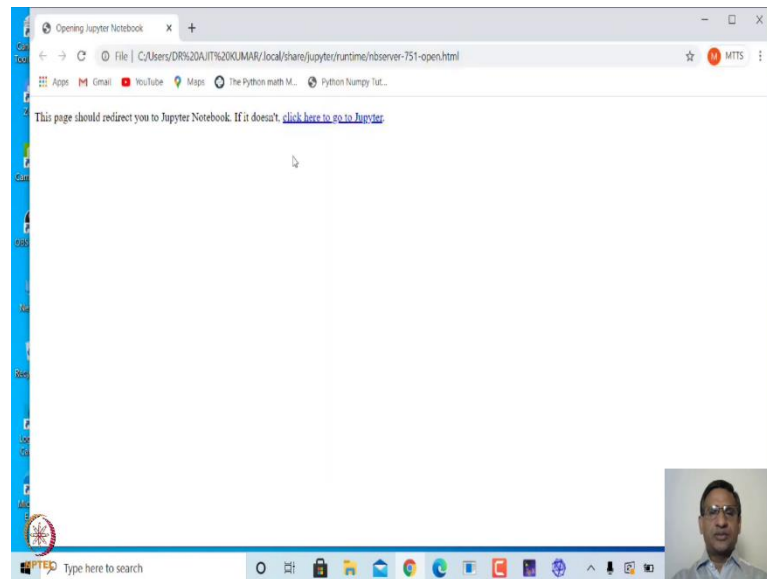 Opening Jupyter Notebook
File | C:/Users/DR%20AJIT%20KUMAR/.local/share/jupyter/runtime/nbserver-751-open.html
M MTTS
Apps Gmail YouTube Maps The Python math M... Python Numpy Tut...
This page should redirect you to Jupyter Notebook. If it doesn't, click here to go to Jupyter.
NPTEL
Type here to search